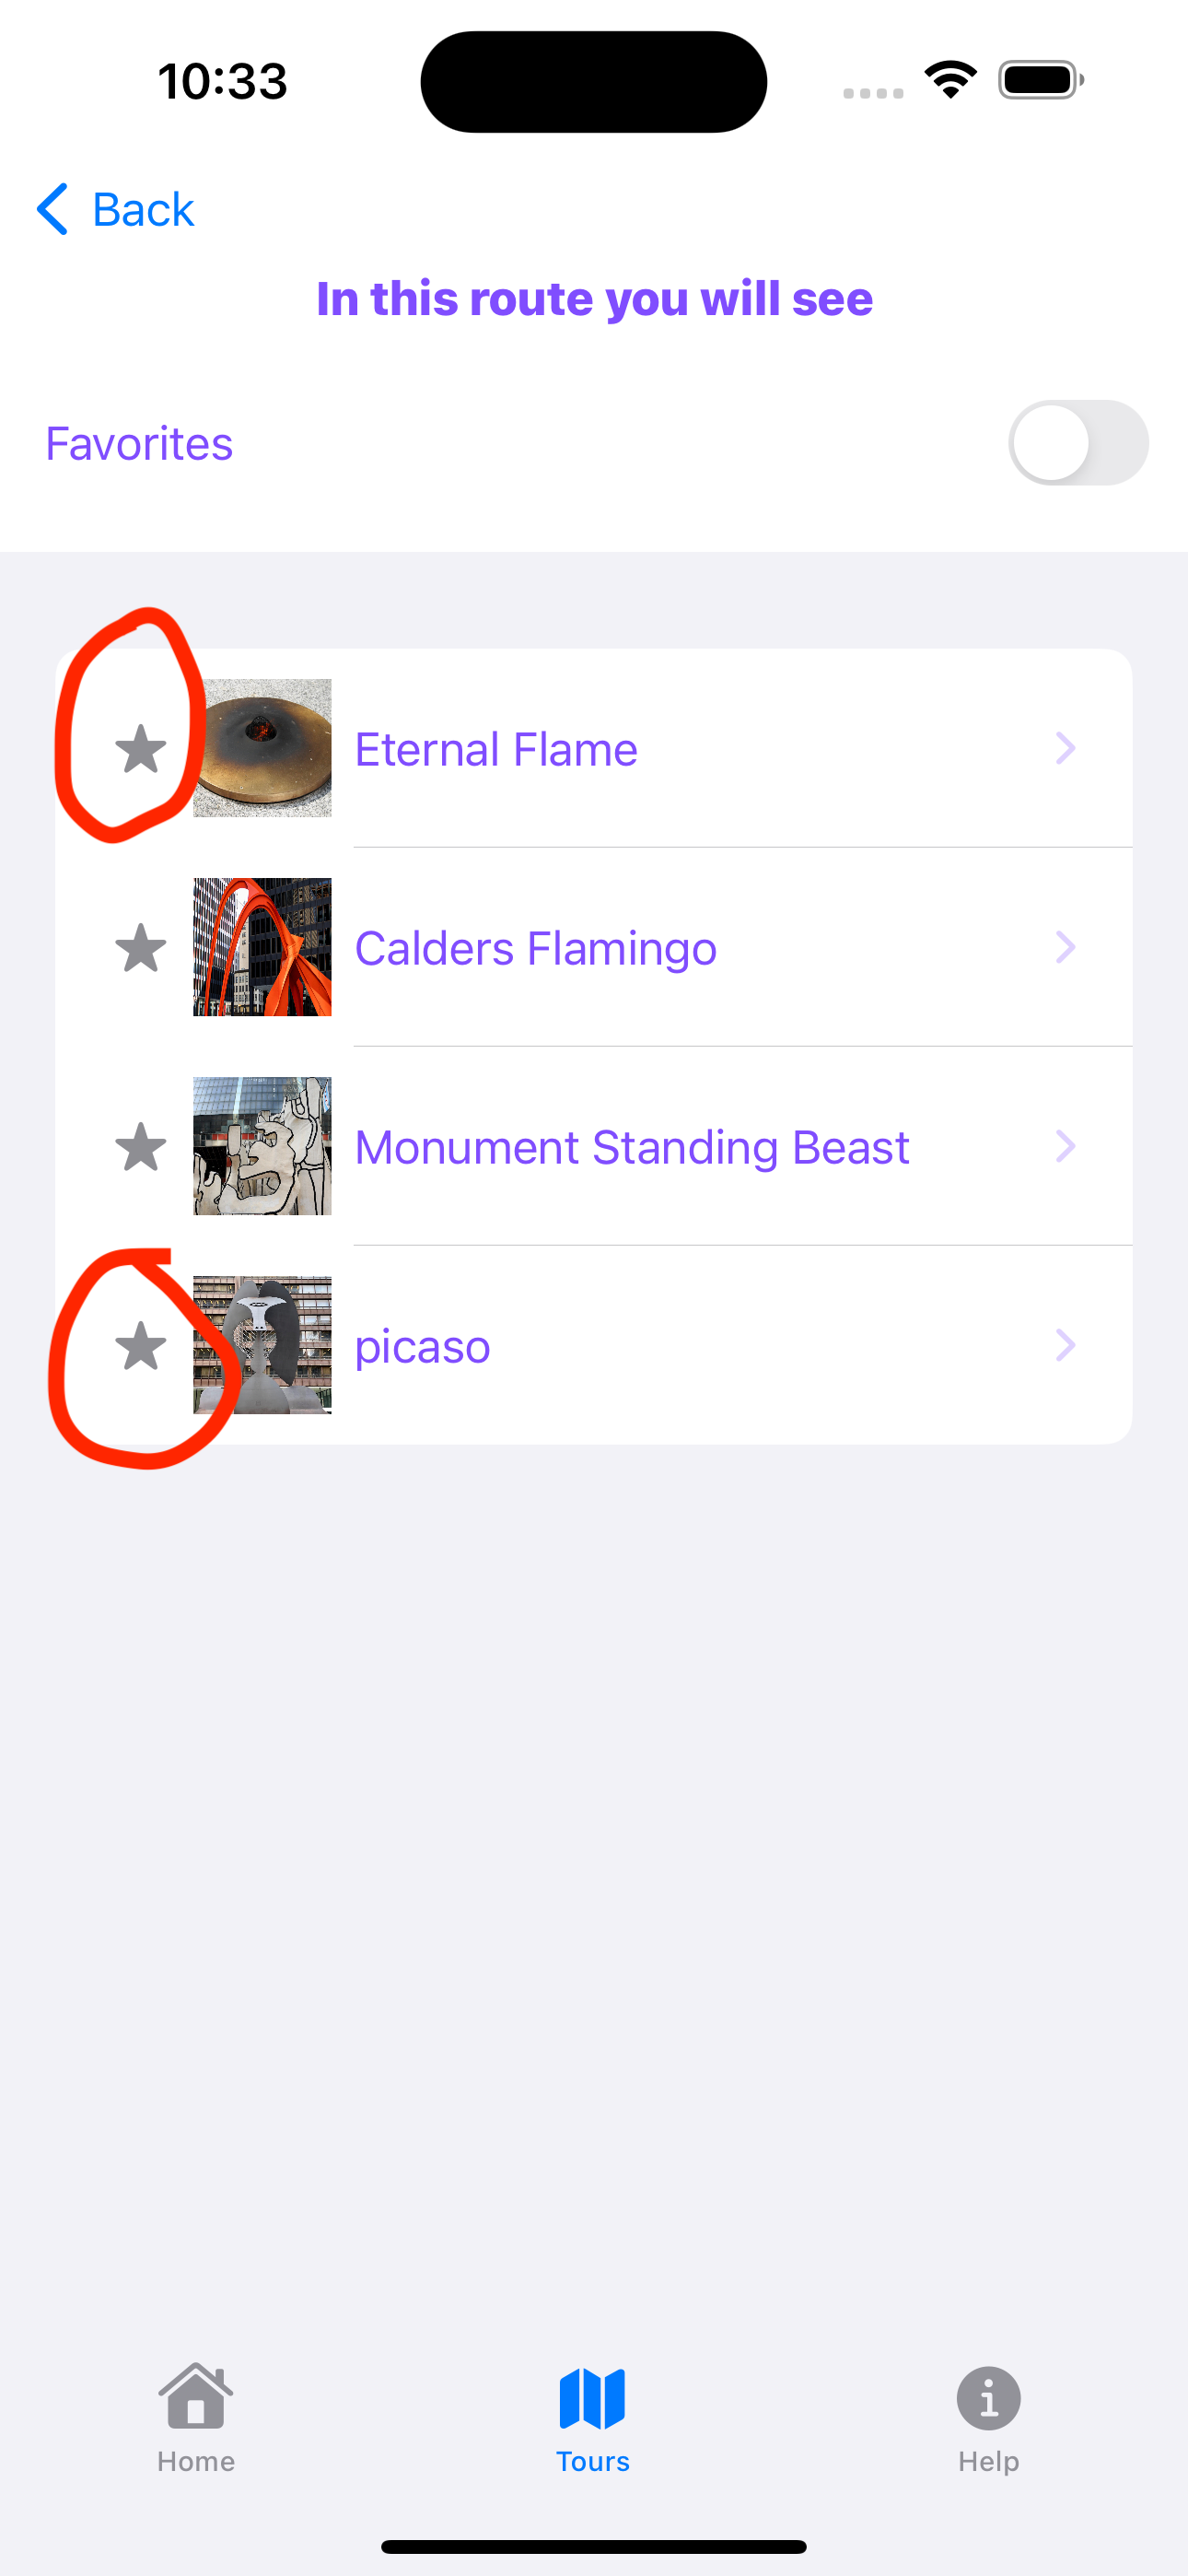 10:33
Back
In this route you will see
Favorites
Eternal Flame
Calders Flamingo
Monument Standing Beast
picaso
Home
Tours
Help